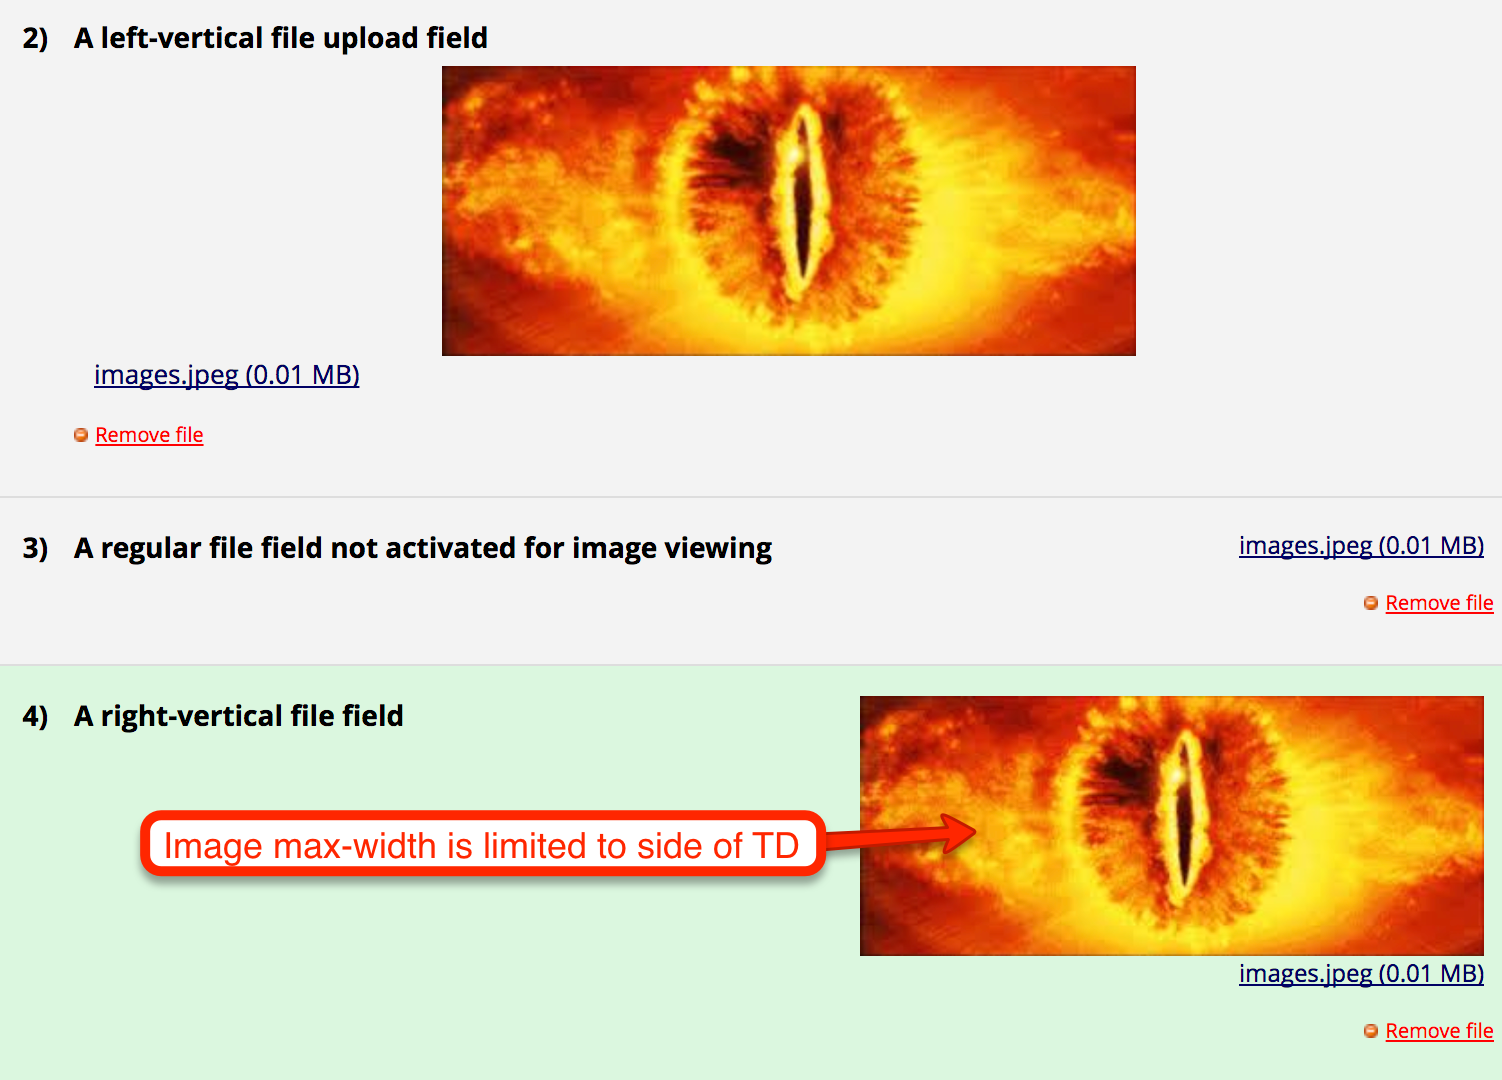 2) A left-vertical file upload field
images.jpeg (0.01 MB)
Remove file
3) A regular file field not activated for image viewing
images.jpeg (0.01 MB)
Remove file
4) A right-vertical file field
Image max-width is limited to side of TD
images.jpeg (0.01 MB)
Remove file